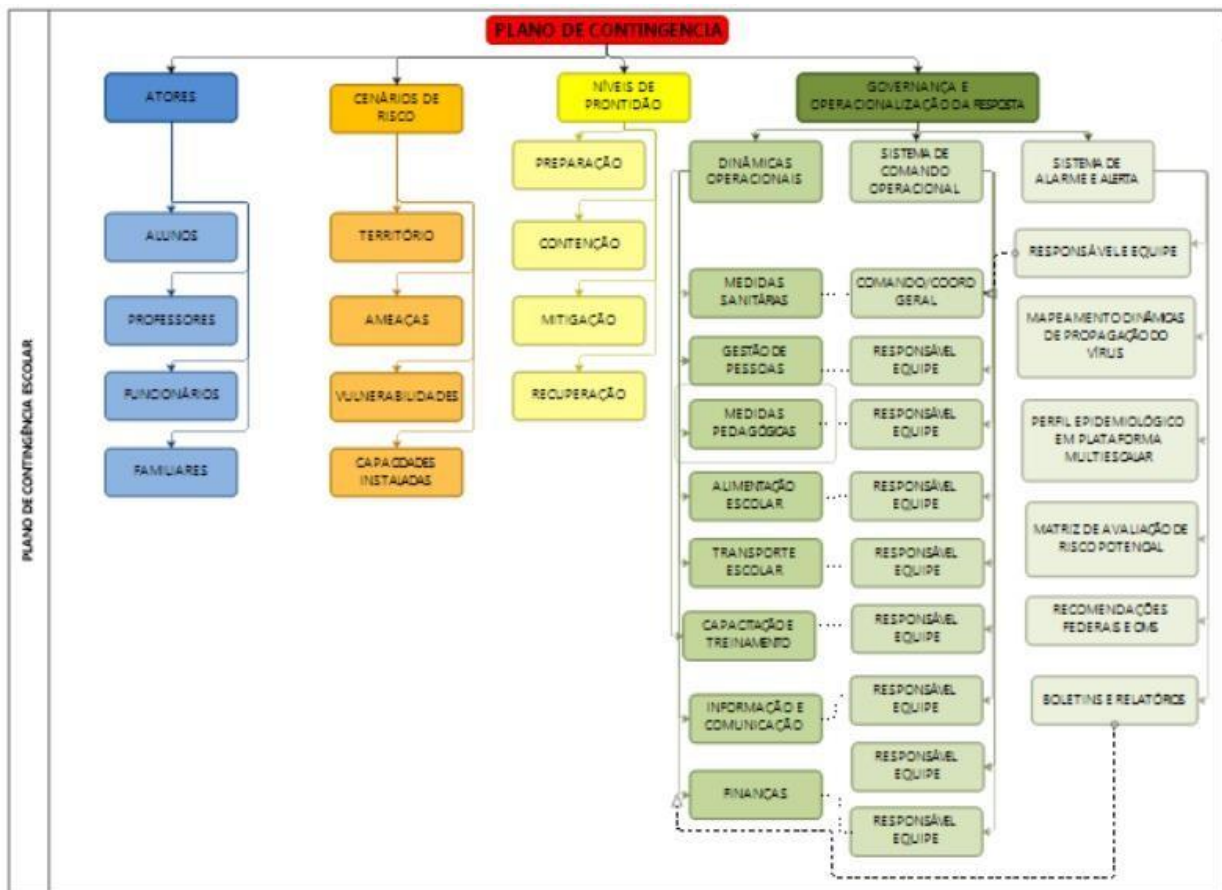 PLANO DE CONTINGENCIA
PLANO DE CONTINGÊNCIA ESCOLAR
ATORES
ALUNOS
PROFESSORES
FUNCIONÁRIOS
FAMILIARES
CENÁRIOS DE
RISCO
TERRITÓRIO
AMEAÇAS
VULNERABILIDADES
CAPACIDADES
INSTALADAS
NÍVEIS DE
PRONTIDÃO
PREPARAÇÃO
CONTENÇÃO
MITIGAÇÃO
RECUPERAÇÃO
GOVERNANÇA E
OPERACIONALIZAÇÃO DA RESPOSTA
DINÂMICAS
OPERACIONAIS
MEDIDAS
SANITÁRIAS
GESTÃO DE
PESSOAS
MEDIDAS
PEDAGÓGICAS
ALIMENTAÇÃO
ESCOLAR
TRANSPORTE
ESCOLAR
CAPACITAÇÃO E
TREINAMENTO
INFORMAÇÃO E
COMUNICAÇÃO
FINANÇAS
SISTEMA DE
COMANDO
OPERACIONAL
COMANDO/COORD
GERAL
RESPONSÁVEL
EQUIPE
RESPONSÁVEL
EQUIPE
RESPONSÁVEL
EQUIPE
RESPONSÁVEL
EQUIPE
RESPONSÁVEL
EQUIPE
RESPONSÁVEL
EQUIPE
RESPONSÁVEL
EQUIPE
RESPONSÁVEL
EQUIPE
SISTEMA DE
ALARME E ALERTA
RESPONSÁVEL E EQUIPE
MAPEAMENTO DINÂMICAS
DE PROPAGAÇÃO DO
VÍRUS
PERFIL EPIDEMIOLÓGICO
EM PLATAFORMA
MULTIESCALAR
MATRIZ DE AVALIAÇÃO DE
RISCO POTENCIAL
RECOMENDAÇÕES
FEDERAIS E OMS
BOLETINS E RELATÓRIOS